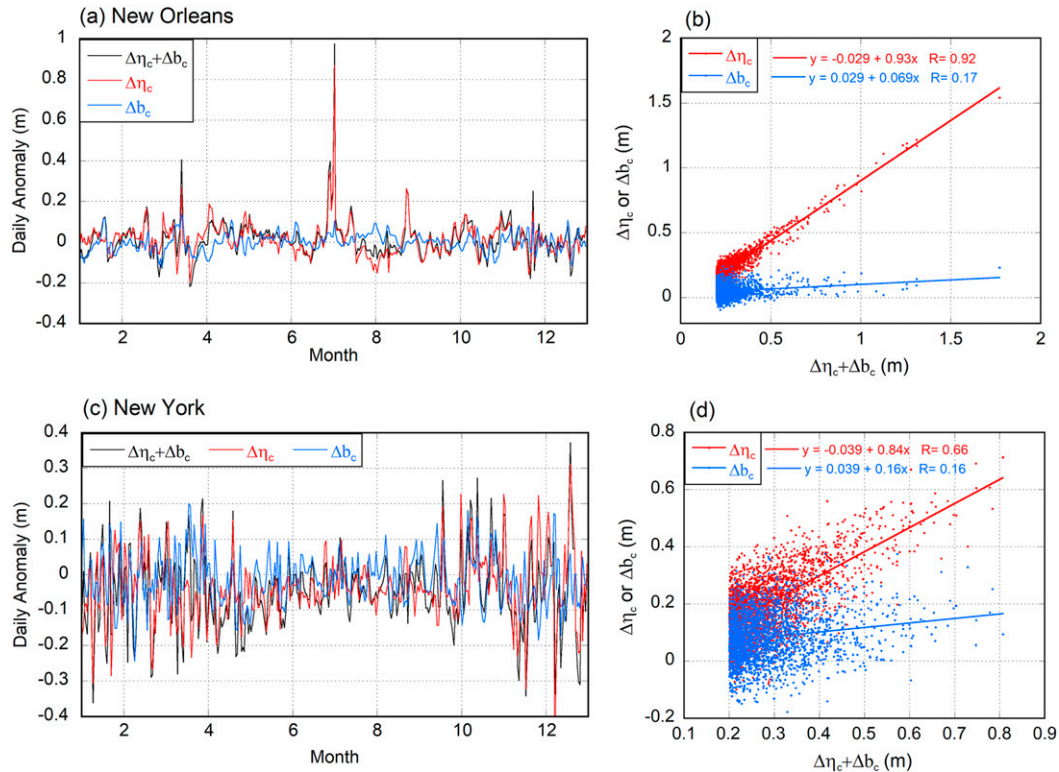 (a) New Orleans
Δηc+Δbc
Δηc
Δbc
Daily Anomaly (m)
1
0.8
0.6
0.4
0.2
0
-0.2
-0.4
2 4 6 8 10 12
Month
(b)
Δηc y = -0.029 + 0.93x R= 0.92
Δbc y = 0.029 + 0.069x R= 0.17
Δηc or Δbc (m)
2
1.5
1
0.5
0
0 0.5 1 1.5 2
Δηc+Δbc (m)
(c) New York
Δηc+Δbc Δηc Δbc
Daily Anomaly (m)
0.4
0.3
0.2
0.1
0
-0.1
-0.2
-0.3
-0.4
2 4 6 8 10 12
Month
(d)
Δηc y = -0.039 + 0.84x R= 0.66
Δbc y = 0.039 + 0.16x R= 0.16
Δηc or Δbc (m)
0.8
0.6
0.4
0.2
0
-0.2
0.1 0.2 0.3 0.4 0.5 0.6 0.7 0.8 0.9
Δηc+Δbc (m)